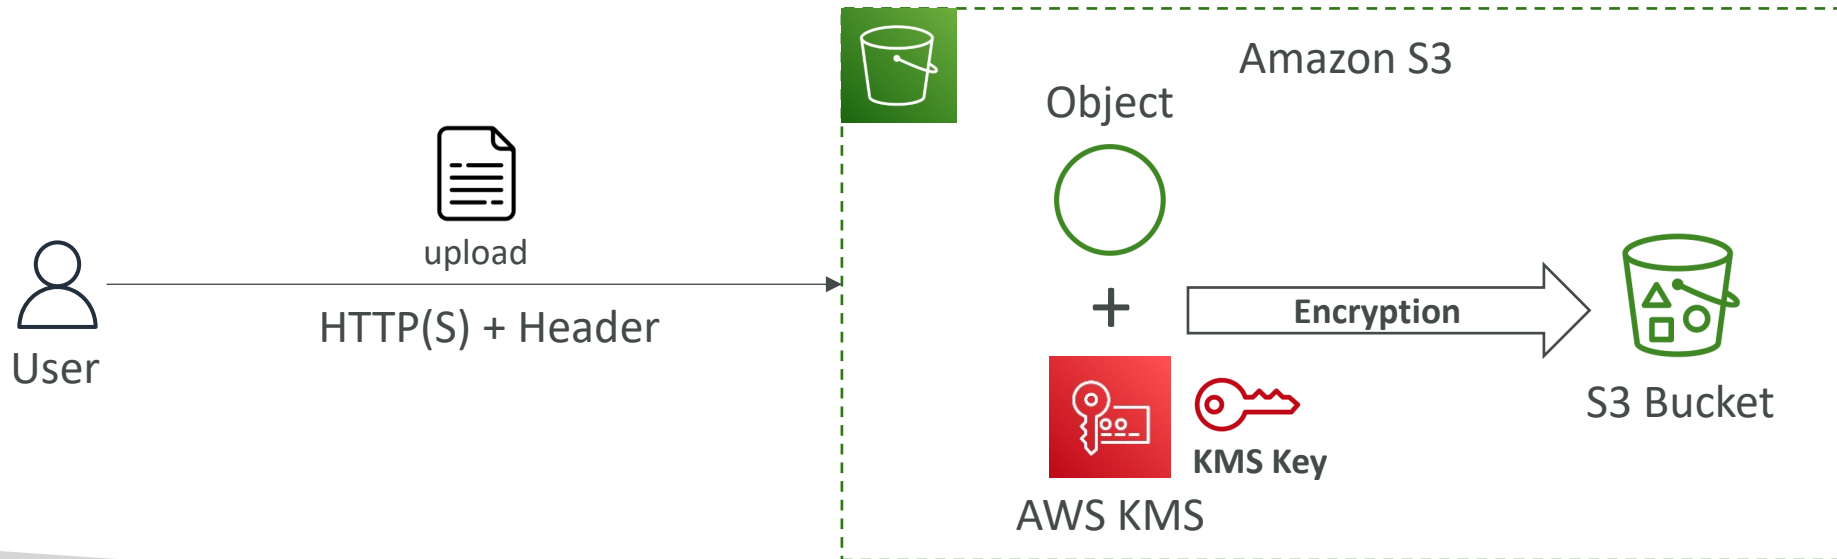 User
upload
HTTP(S) + Header
Amazon S3
Object
+
AWS KMS
KMS Key
Encryption
S3 Bucket